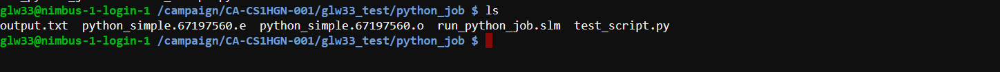 glw33@nimbus-1-login-1 /campaign/CA-CS1HGN-001/glw33_test/python_job $ ls
output.txt  python_simple.67197560.e  python_simple.67197560.o  run_python_job.slm  test_script.py
glw33@nimbus-1-login-1 /campaign/CA-CS1HGN-001/glw33_test/python_job $